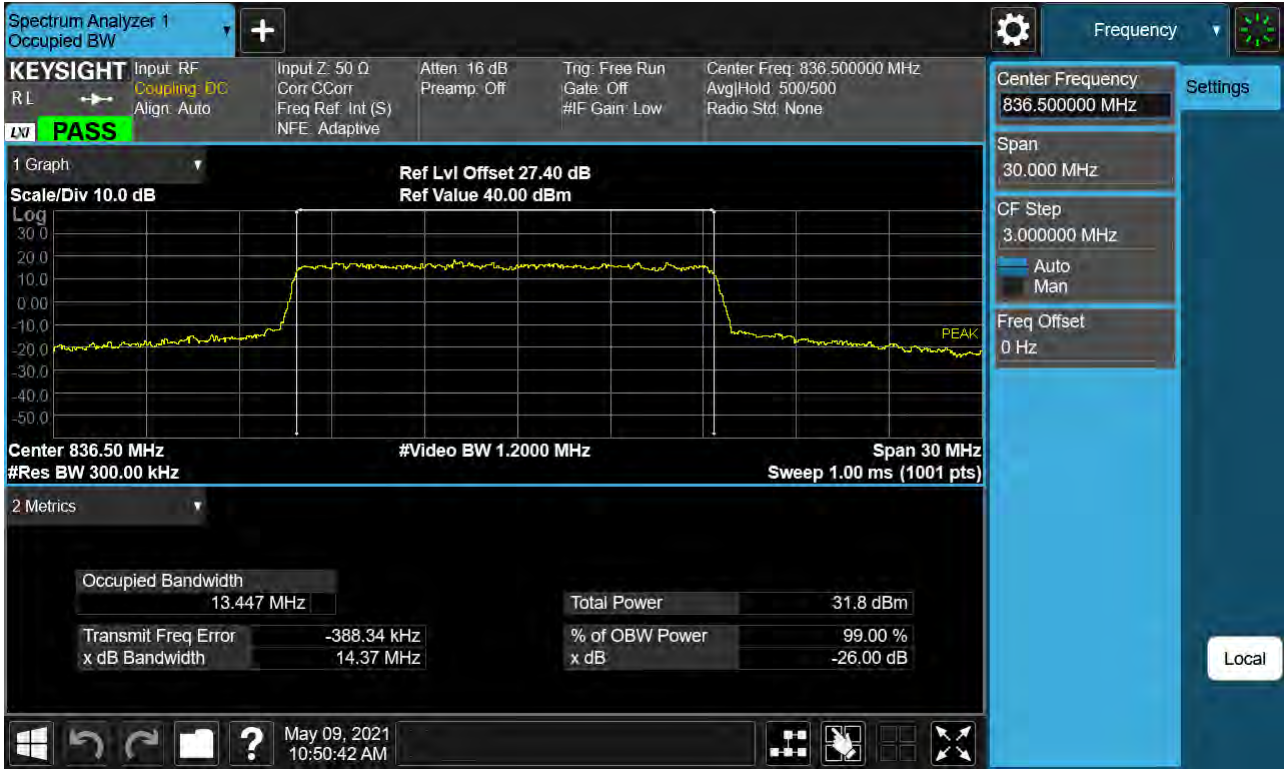 Spectrum Analyzer 1
Occupied BW
+
Frequency
KEYSIGHT
R L
LXI PASS
Input: RF
Coupling: DC
Align: Auto
Input Z: 50 Ω
Corr CCorr
Freq Ref: Int (S)
NFE: Adaptive
Atten: 16 dB
Preamp: Off
Trig: Free Run
Gate: Off
#IF Gain: Low
Center Freq: 836.500000 MHz
Avg|Hold: 500/500
Radio Std: None
1 Graph
Scale/Div 10.0 dB
Ref Lvl Offset 27.40 dB
Ref Value 40.00 dBm
Log
30.0
20.0
10.0
0.00
-10.0
-20.0
-30.0
-40.0
-50.0
PEAK
Center 836.50 MHz
#Video BW 1.2000 MHz
Span 30 MHz
#Res BW 300.00 kHz
Sweep 1.00 ms (1001 pts)
2 Metrics
Occupied Bandwidth
13.447 MHz
Total Power 31.8 dBm
Transmit Freq Error -388.34 kHz
% of OBW Power 99.00 %
x dB Bandwidth 14.37 MHz
x dB -26.00 dB
Center Frequency
836.500000 MHz
Settings
Span
30.000 MHz
CF Step
3.000000 MHz
Auto
Man
Freq Offset
0 Hz
Local
?
May 09, 2021
10:50:42 AM